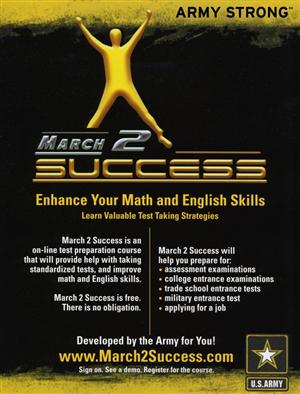 ARMY STRONG™
MARCH 2
SUCCESS
Enhance Your Math and English Skills
Learn Valuable Test Taking Strategies
March 2 Success is an
on-line test preparation course
that will provide help with taking
standardized tests, and improve
math and English skills.
March 2 Success is free.
There is no obligation.
March 2 Success will
help you prepare for:
• assessment examinations
• college entrance examinations
• trade school entrance tests
• military entrance test
• applying for a job
Developed by the Army for You!
www.March2Success.com
Sign on. See a demo. Register for the course.
U.S.ARMY